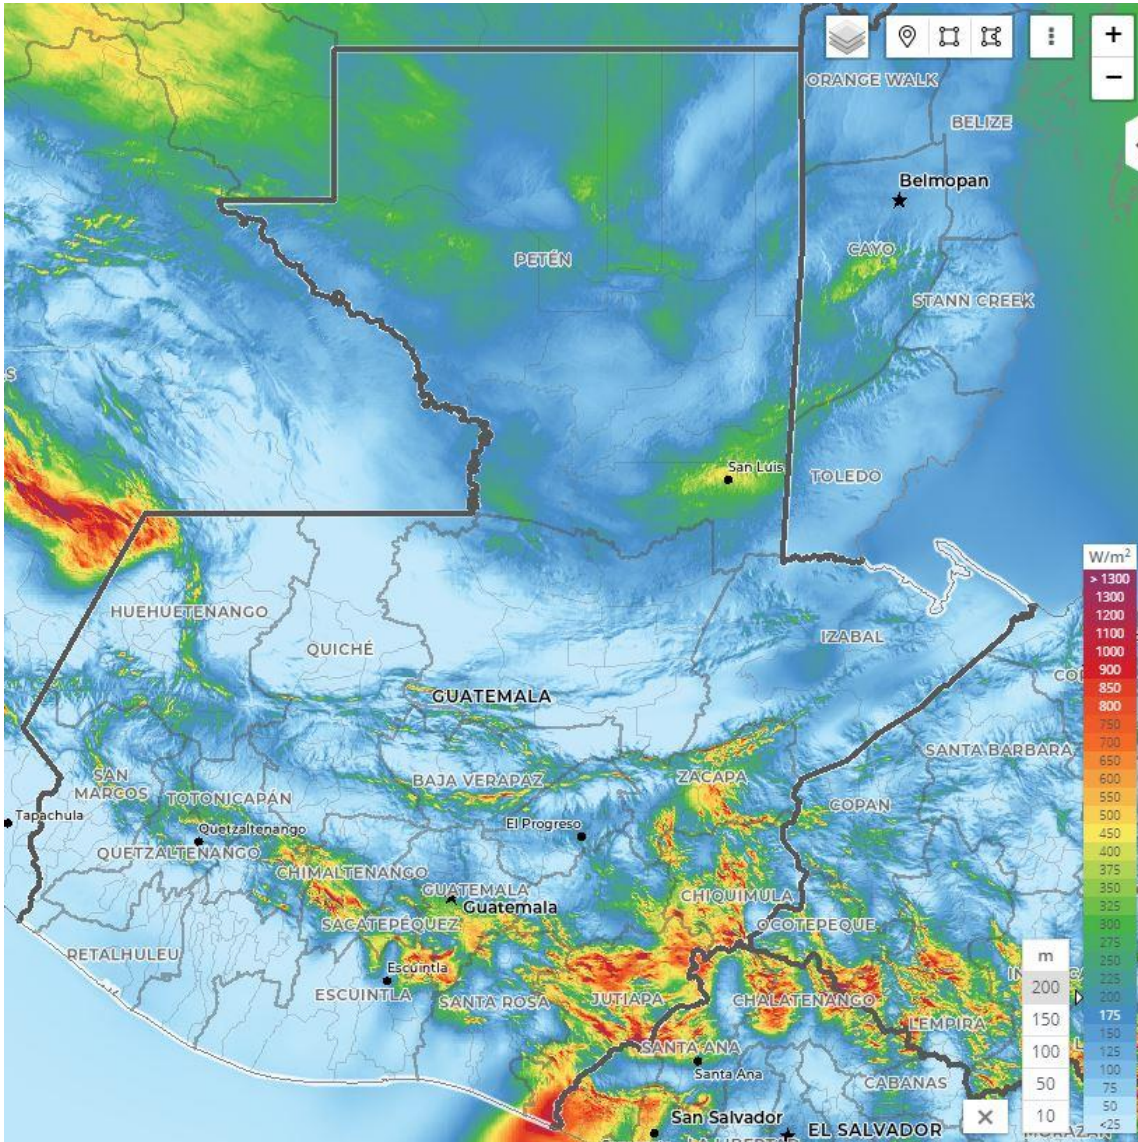 ORANGE WALK
+
−
BELIZE
Belmopan
PETÉN
CAYO
STANN CREEK
S
San Luis
TOLEDO
HUEHUETENANGO
QUICHÉ
IZABAL
GUATEMALA
SANTA BARBARA
SAN
MARCOS
BAJA VERAPAZ
ZACAPA
TOTONICAPÁN
COPAN
Tapachula
Quetzaltenango
El Progreso
QUETZALTENANGO
CHIMALTENANGO
GUATEMALA
Guatemala
CHIQUIMULA
SACATEPÉQUEZ
OCOTEPEQUE
RETALHULEU
Escuintla
ESCUINTLA
SANTA ROSA
JUTIAPA
CHALATENANGO
LEMPIRA
SANTA ANA
Santa Ana
CABANAS
San Salvador
EL SALVADOR
W/m²
> 1300
1300
1200
1100
1000
900
850
800
750
700
650
600
550
500
450
400
375
350
325
300
275
250
225
200
175
150
125
100
75
50
<25
m
200
150
100
50
10